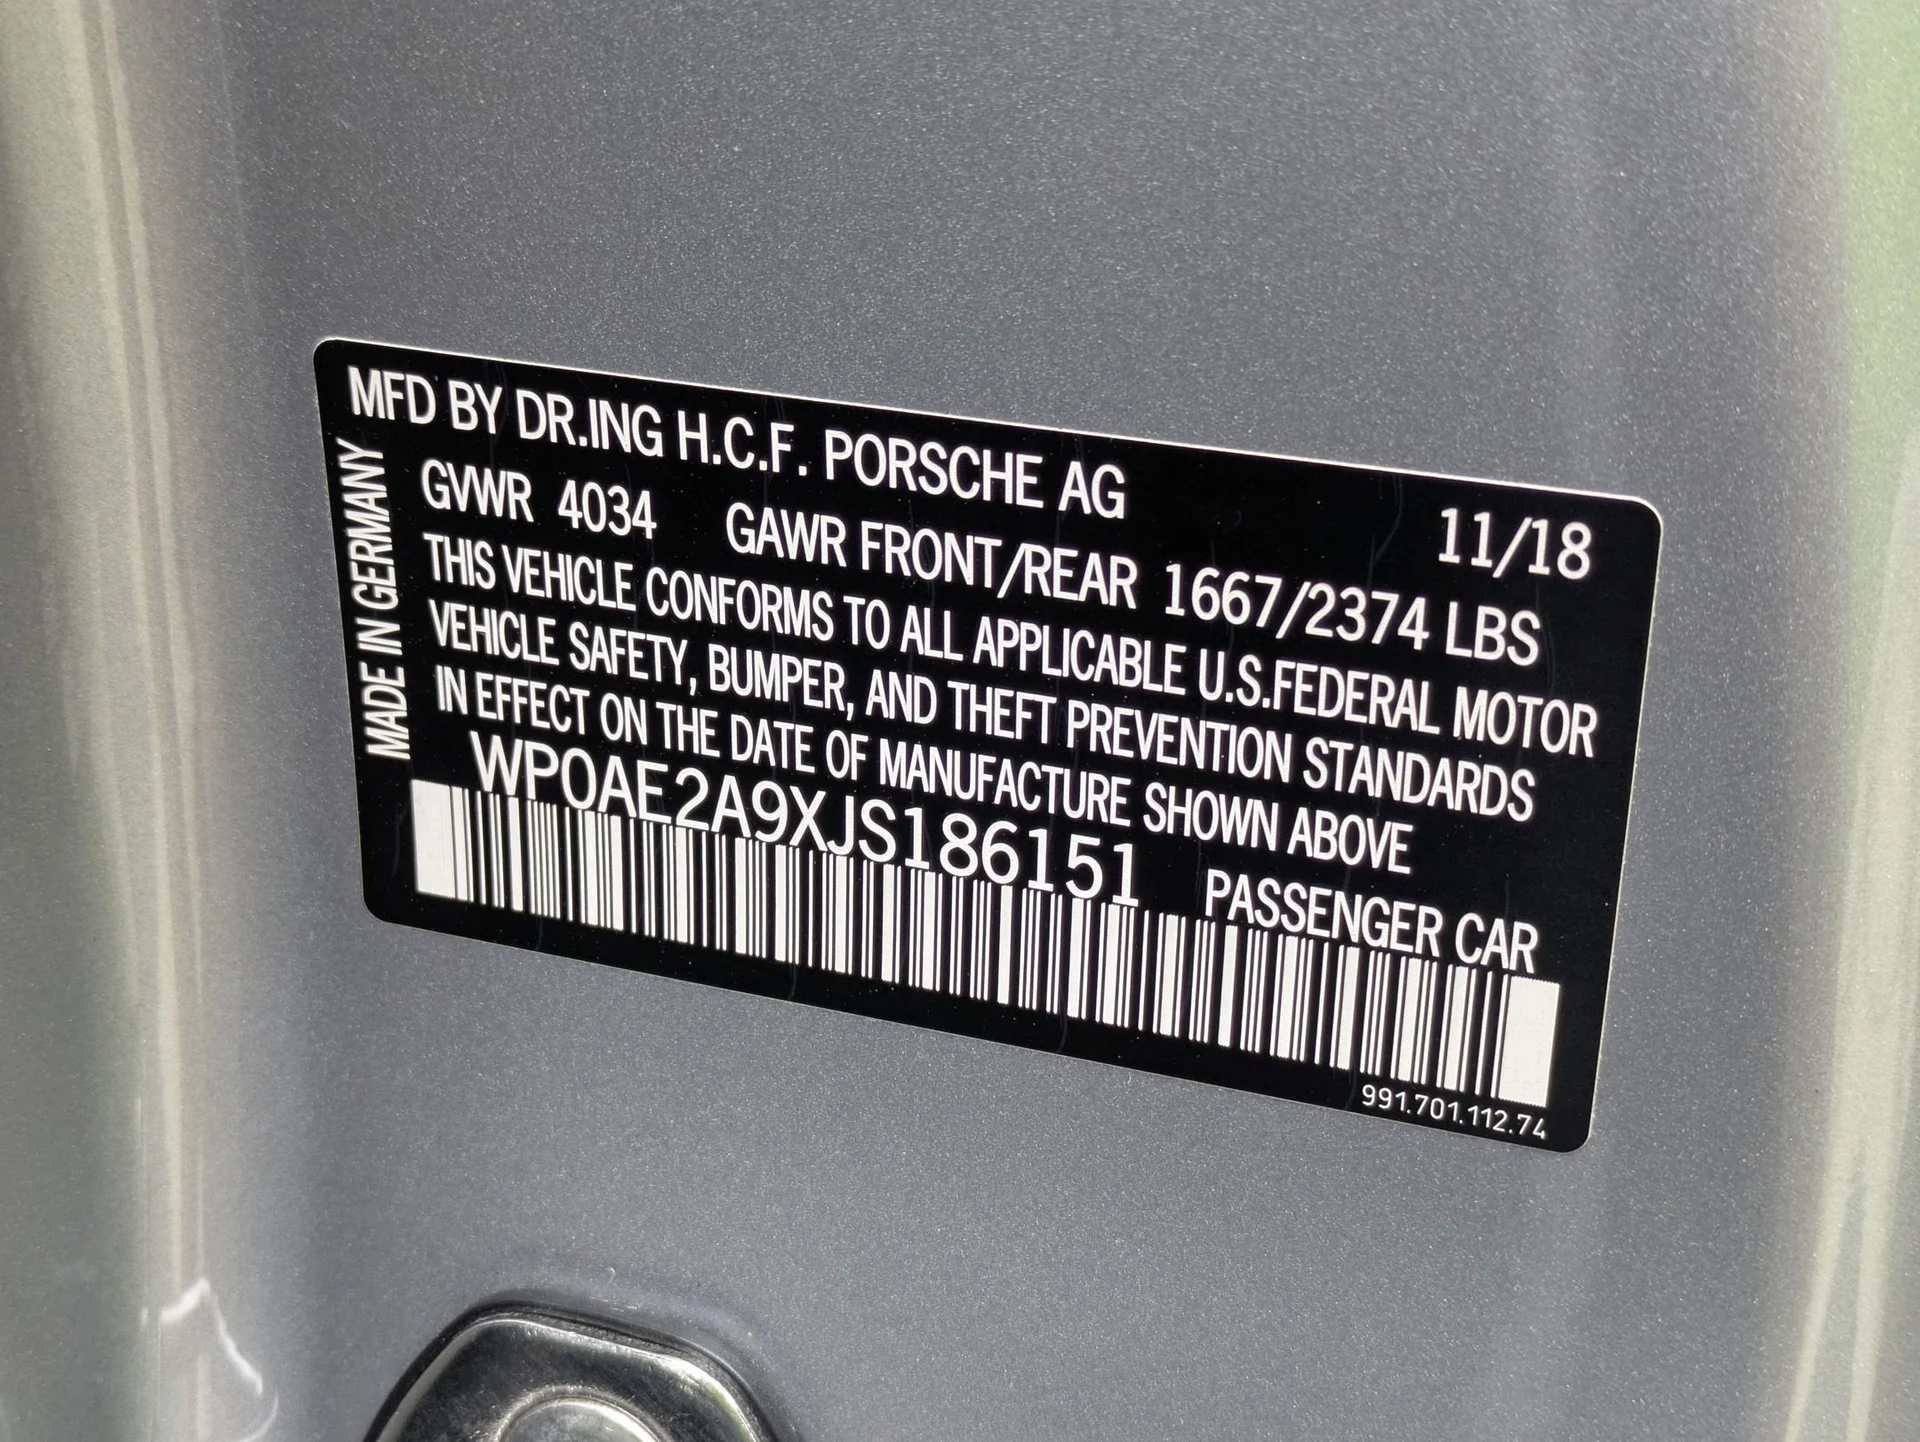 MFD BY DR.ING H.C.F. PORSCHE AG 11/18
GVWR 4034 GAWR FRONT/REAR 1667/2374 LBS
THIS VEHICLE CONFORMS TO ALL APPLICABLE U.S.FEDERAL MOTOR
VEHICLE SAFETY, BUMPER, AND THEFT PREVENTION STANDARDS
IN EFFECT ON THE DATE OF MANUFACTURE SHOWN ABOVE
WP0AE2A9XJS186151 PASSENGER CAR
991.701.112.74
MADE IN GERMANY